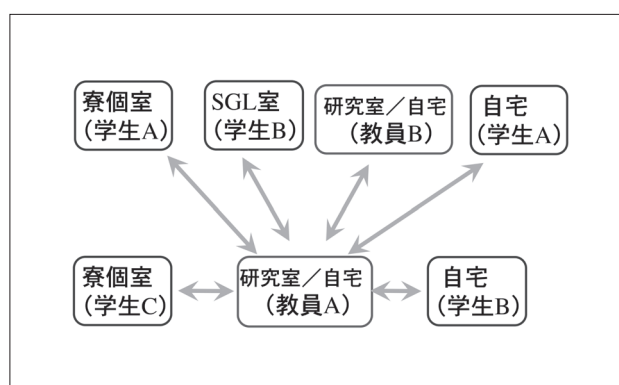 寮個室
(学生A)
SGL室
(学生B)
研究室／自宅
(教員B)
自宅
(学生A)
寮個室
(学生C)
研究室／自宅
(教員A)
自宅
(学生B)